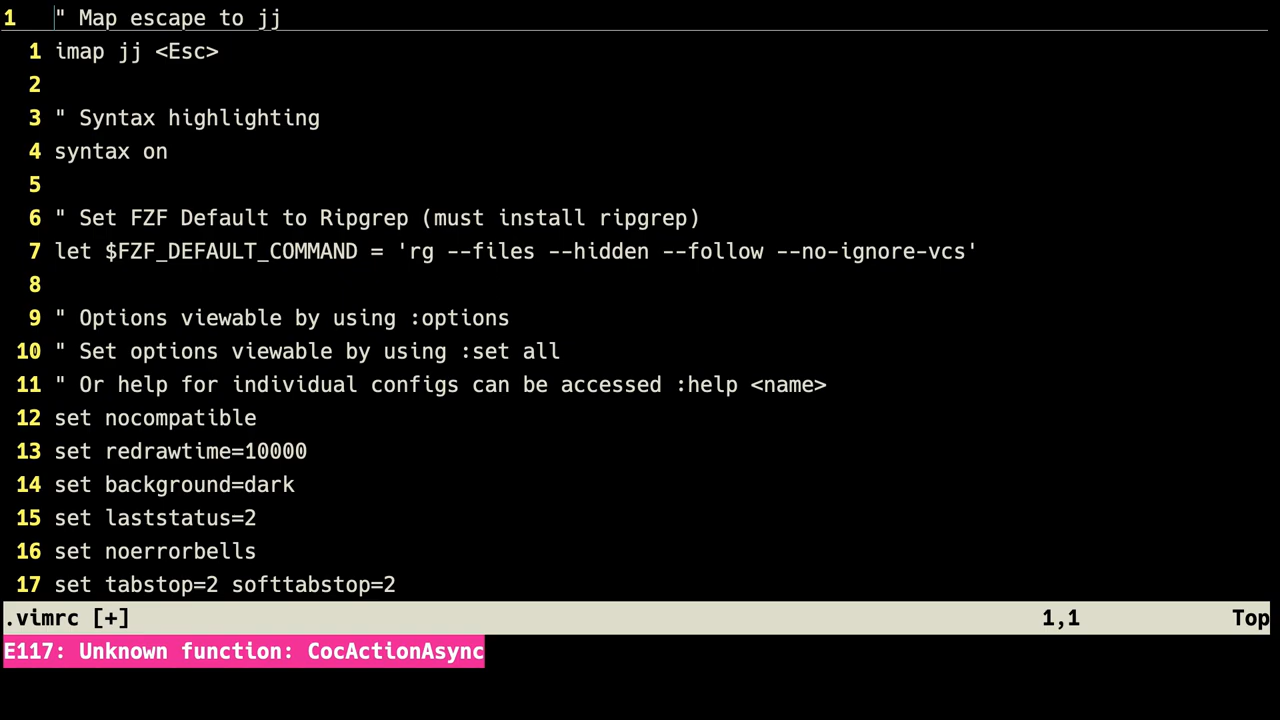 1   " Map escape to jj
  1 imap jj <Esc>
  2
  3 " Syntax highlighting
  4 syntax on
  5
  6 " Set FZF Default to Ripgrep (must install ripgrep)
  7 let $FZF_DEFAULT_COMMAND = 'rg --files --hidden --follow --no-ignore-vcs'
  8
  9 " Options viewable by using :options
 10 " Set options viewable by using :set all
 11 " Or help for individual configs can be accessed :help <name>
 12 set nocompatible
 13 set redrawtime=10000
 14 set background=dark
 15 set laststatus=2
 16 set noerrorbells
 17 set tabstop=2 softtabstop=2
.vimrc [+] 1,1 Top
E117: Unknown function: CocActionAsync